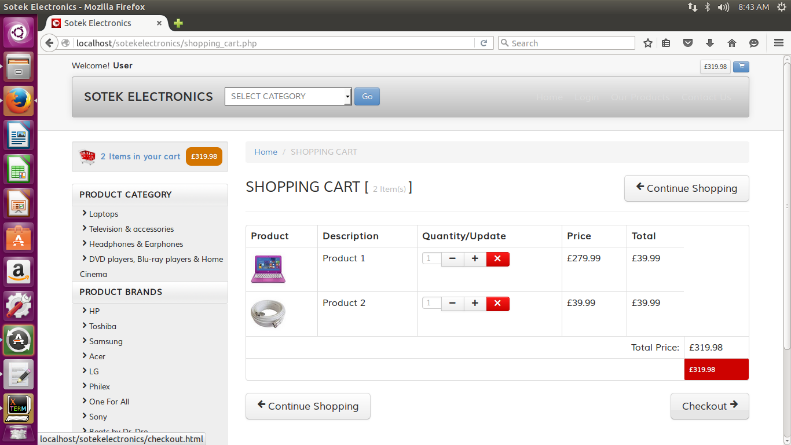 Sotek Electronics - Mozilla Firefox
8:43 AM
Sotek Electronics
localhost/sotekelectronics/shopping_cart.php
Search
Welcome! User
£319.98
SOTEK ELECTRONICS
SELECT CATEGORY
Go
2 Items in your cart
£319.98
Home / SHOPPING CART
SHOPPING CART [ 2 Item(s) ]
Continue Shopping
PRODUCT CATEGORY
Laptops
Television & accessories
Headphones & Earphones
DVD players, Blu-ray players & Home
Cinema
PRODUCT BRANDS
HP
Toshiba
Samsung
Acer
LG
Philex
One For All
Sony
Beats by Dr. Dre
Product Description Quantity/Update Price Total
Product 1 1 £279.99 £39.99
Product 2 1 £39.99 £39.99
Total Price: £319.98
£319.98
Continue Shopping
Checkout
localhost/sotekelectronics/checkout.html